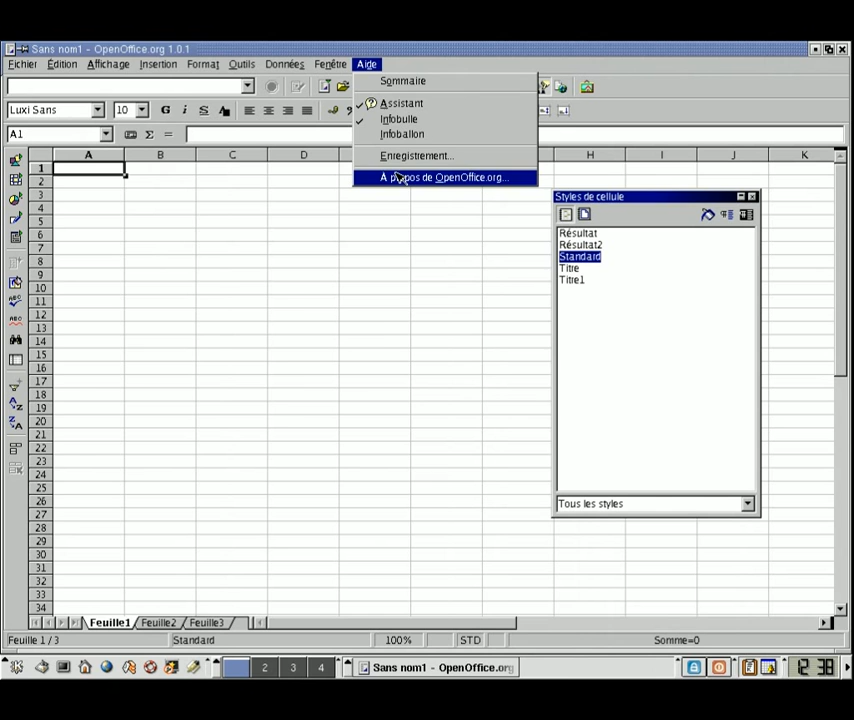 Sans nom1 - OpenOffice.org 1.0.1
Fichier Édition Affichage Insertion Format Outils Données Fenêtre Aide
Sommaire
Luxi Sans 10 G i S A
Assistant
Infobulle
Infoballon
A1 Σ =
Enregistrement...
À propos de OpenOffice.org...
A B C D H I J K
1
2
3
4
5
6
7
8
9
10
11
12
13
14
15
16
17
18
19
20
21
22
23
24
25
26
27
28
29
30
31
32
33
34
Styles de cellule
Résultat
Résultat2
Standard
Titre
Titre1
Tous les styles
Feuille1 Feuille2 Feuille3
Feuille 1 / 3 Standard 100% STD Somme=0
2 3 4 Sans nom1 - OpenOffice.org 12 38